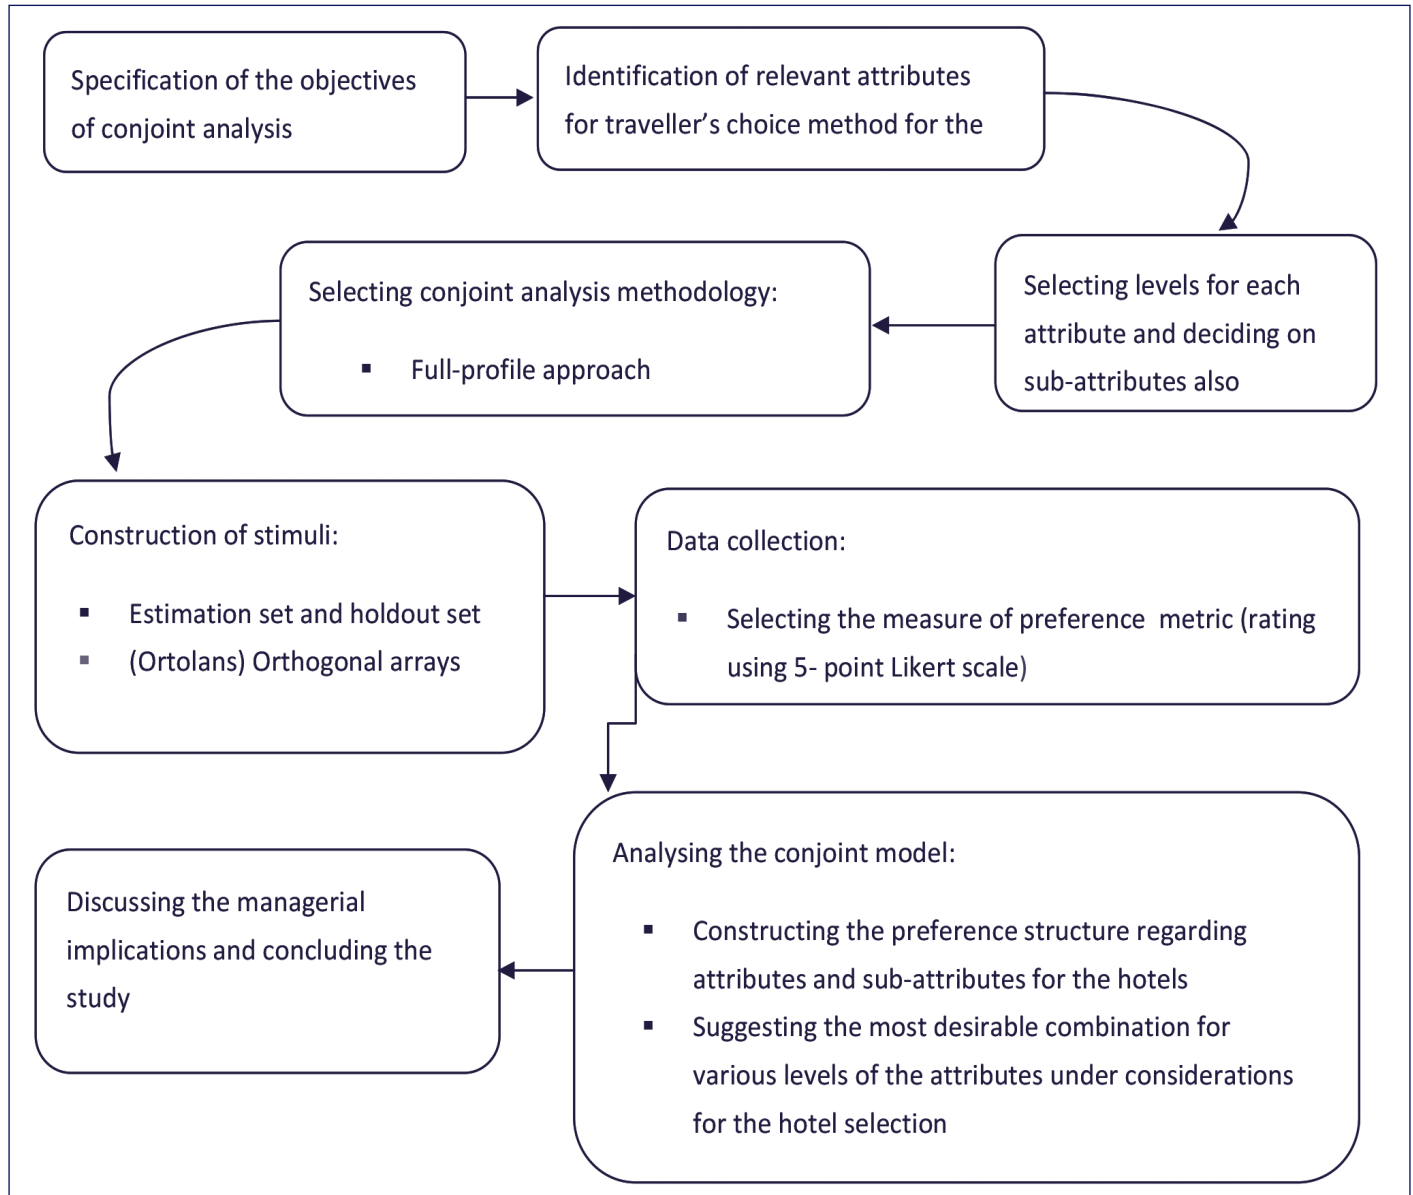 Specification of the objectives
of conjoint analysis
Identification of relevant attributes
for traveller’s choice method for the
Selecting levels for each
attribute and deciding on
sub-attributes also
Selecting conjoint analysis methodology:
▪ Full-profile approach
Construction of stimuli:
▪ Estimation set and holdout set
▪ (Ortolans) Orthogonal arrays
Data collection:
▪ Selecting the measure of preference metric (rating
using 5- point Likert scale)
Analysing the conjoint model:
▪ Constructing the preference structure regarding
attributes and sub-attributes for the hotels
▪ Suggesting the most desirable combination for
various levels of the attributes under considerations
for the hotel selection
Discussing the managerial
implications and concluding the
study